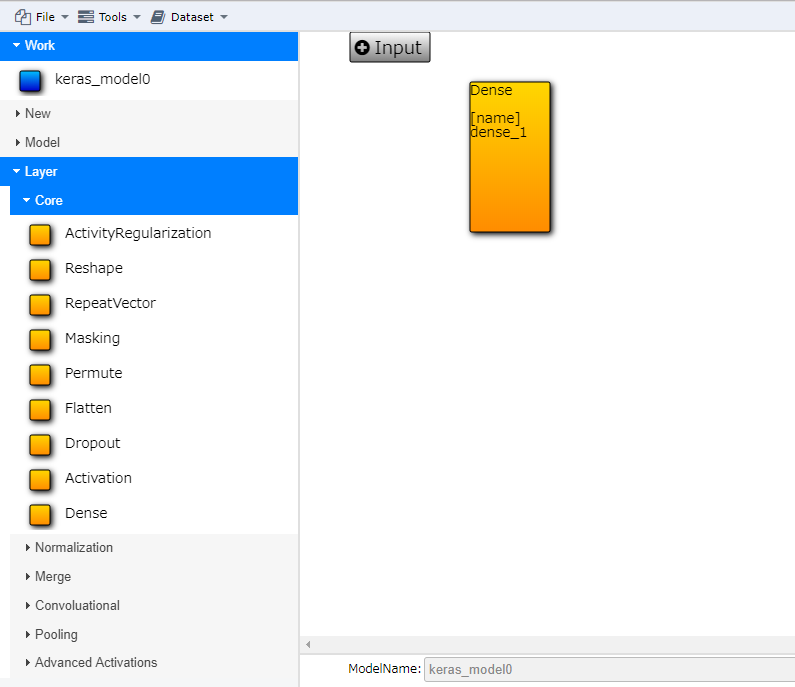 File Tools Dataset
Work
keras_model0
New
Model
Layer
Core
ActivityRegularization
Reshape
RepeatVector
Masking
Permute
Flatten
Dropout
Activation
Dense
Normalization
Merge
Convoluational
Pooling
Advanced Activations
Input
Dense
[name]
dense_1
ModelName: keras_model0